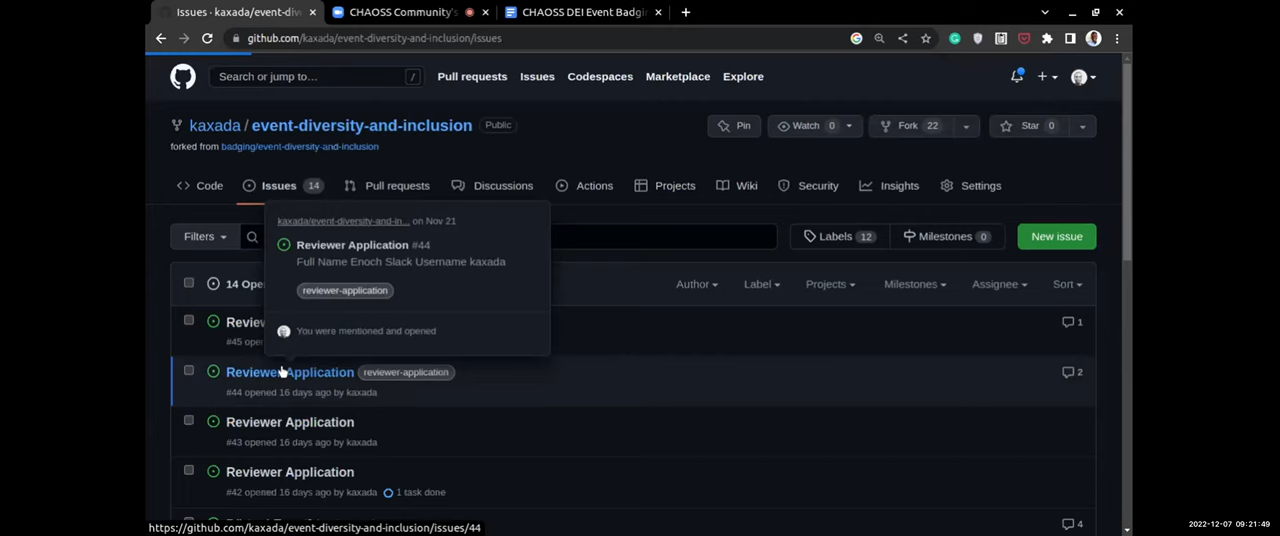 Issues · kaxada/event-div
CHAOSS Community's
CHAOSS DEI Event Badgin
github.com/kaxada/event-diversity-and-inclusion/issues
Search or jump to…
/
Pull requests
Issues
Codespaces
Marketplace
Explore
kaxada / event-diversity-and-inclusion
Public
Pin
Watch 0
Fork 22
Star 0
forked from badging/event-diversity-and-inclusion
Code
Issues 14
Pull requests
Discussions
Actions
Projects
Wiki
Security
Insights
Settings
kaxada/event-diversity-and-in... on Nov 21
Filters
Labels 12
Milestones 0
New issue
Reviewer Application #44
Full Name Enoch Slack Username kaxada
reviewer-application
14 Ope
Author
Label
Projects
Milestones
Assignee
Sort
Review
1
You were mentioned and opened
#45 open
Reviewer Application reviewer-application
2
#44 opened 16 days ago by kaxada
Reviewer Application
#43 opened 16 days ago by kaxada
Reviewer Application
#42 opened 16 days ago by kaxada 1 task done
4
https://github.com/kaxada/event-diversity-and-inclusion/issues/44
2022-12-07 09:21:49